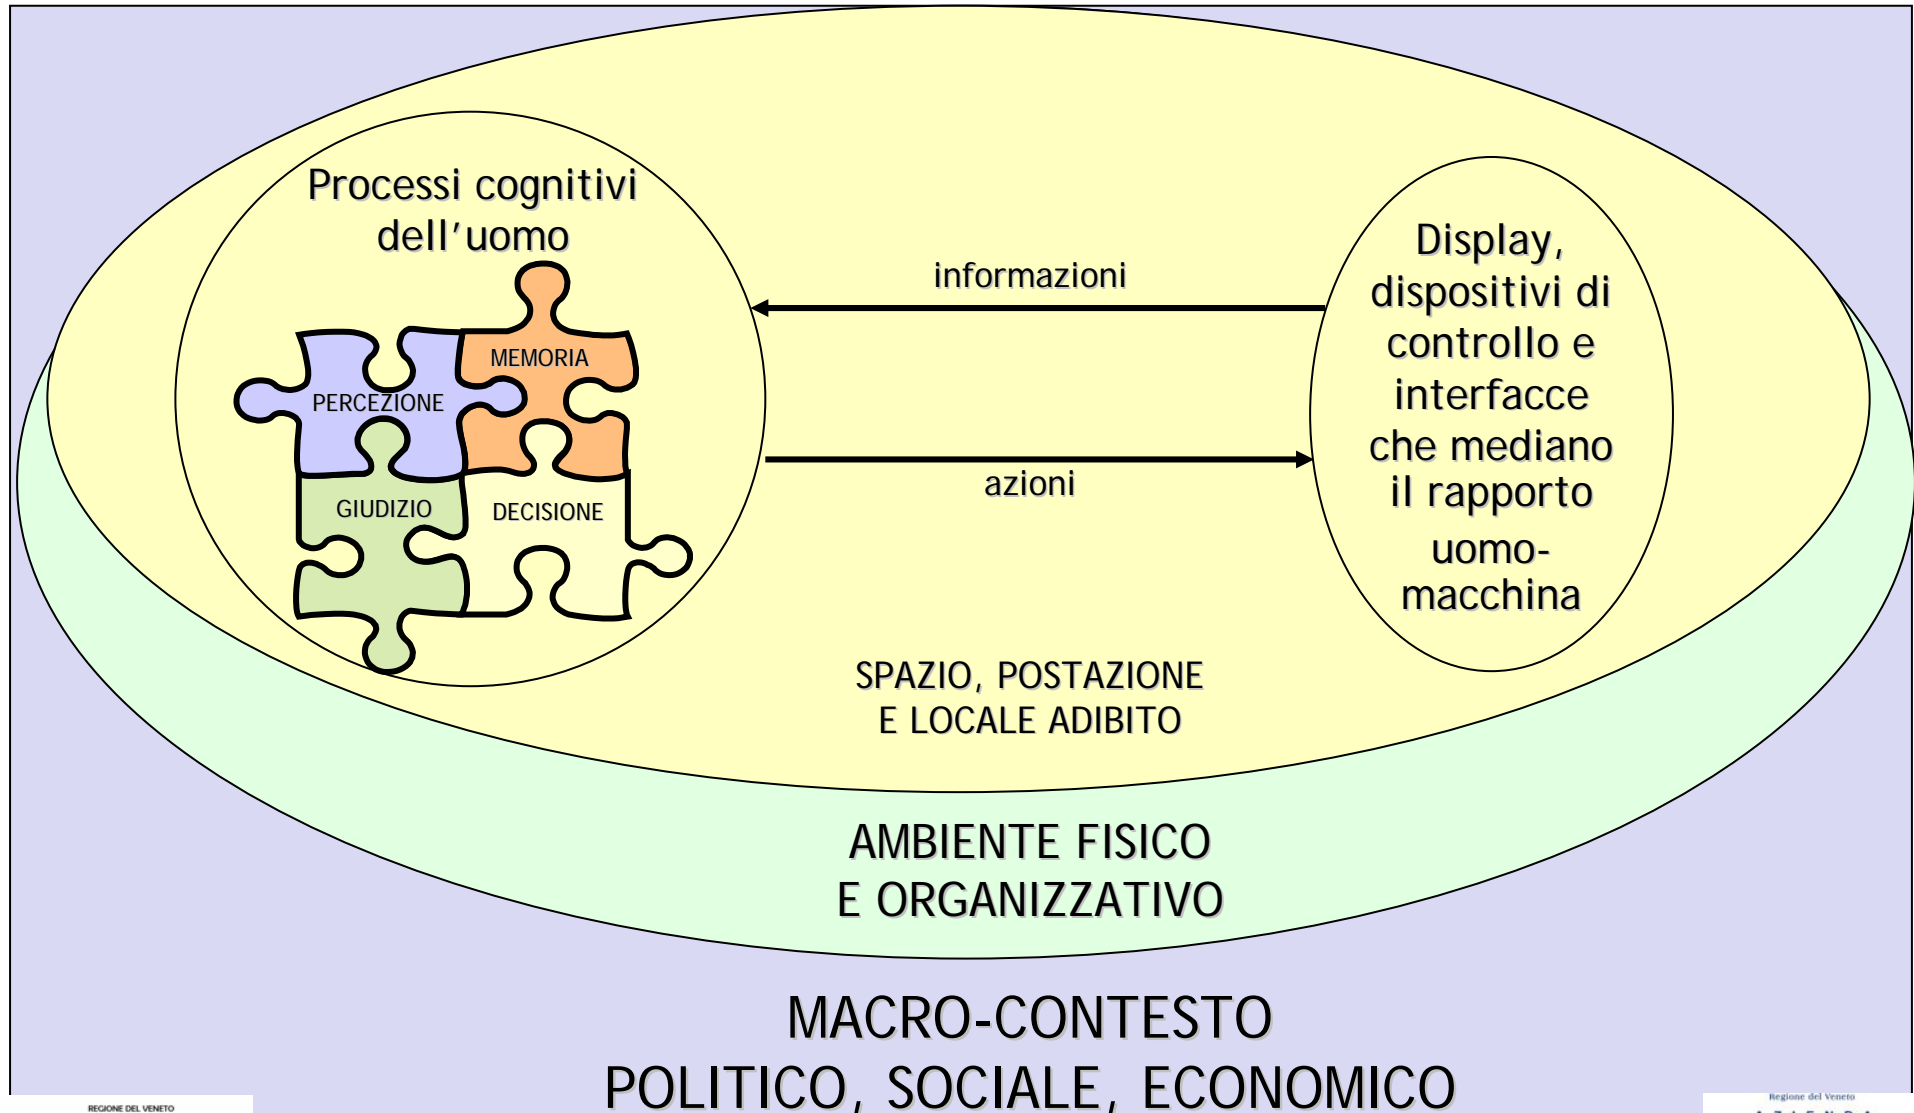 Processi cognitivi
dell'uomo
MEMORIA
PERCEZIONE
GIUDIZIO
DECISIONE
informazioni
azioni
Display,
dispositivi di
controllo e
interfacce
che mediano
il rapporto
uomo-
macchina
SPAZIO, POSTAZIONE
E LOCALE ADIBITO
AMBIENTE FISICO
E ORGANIZZATIVO
MACRO-CONTESTO
POLITICO, SOCIALE, ECONOMICO
REGIONE DEL VENETO
Regione del Veneto
A Z I E N D A